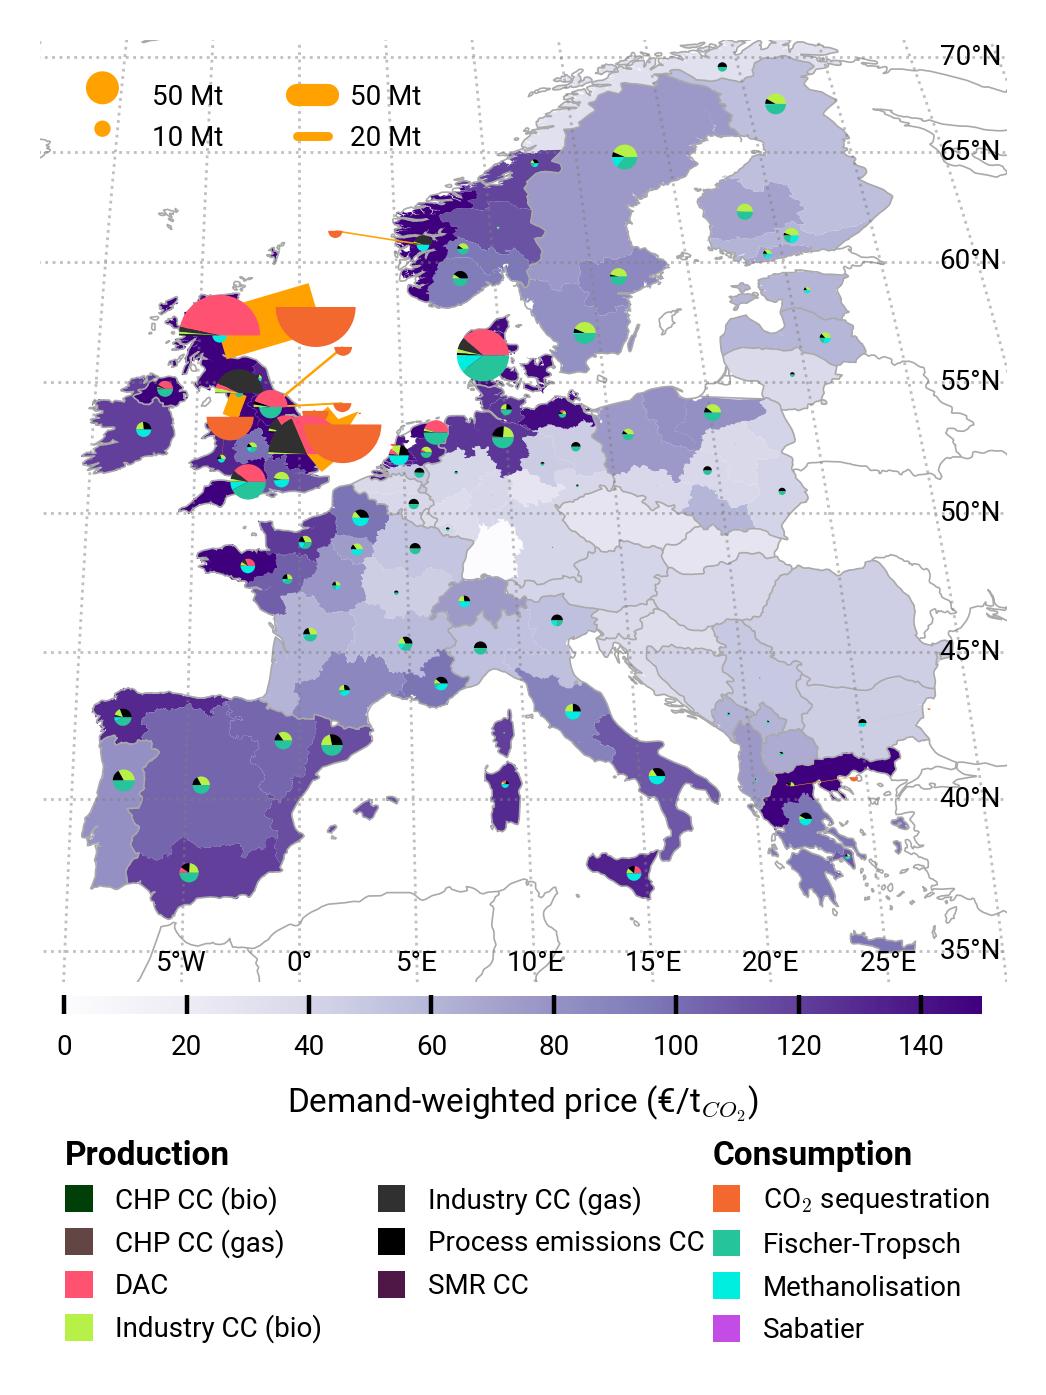 70°N
50 Mt 50 Mt
10 Mt 20 Mt
65°N
60°N
55°N
50°N
45°N
40°N
35°N
5°W 0° 5°E 10°E 15°E 20°E 25°E
0 20 40 60 80 100 120 140
Demand-weighted price (€/t_{CO_2})
Production Consumption
CHP CC (bio) Industry CC (gas) CO₂ sequestration
CHP CC (gas) Process emissions CC Fischer-Tropsch
DAC SMR CC Methanolisation
Industry CC (bio) Sabatier